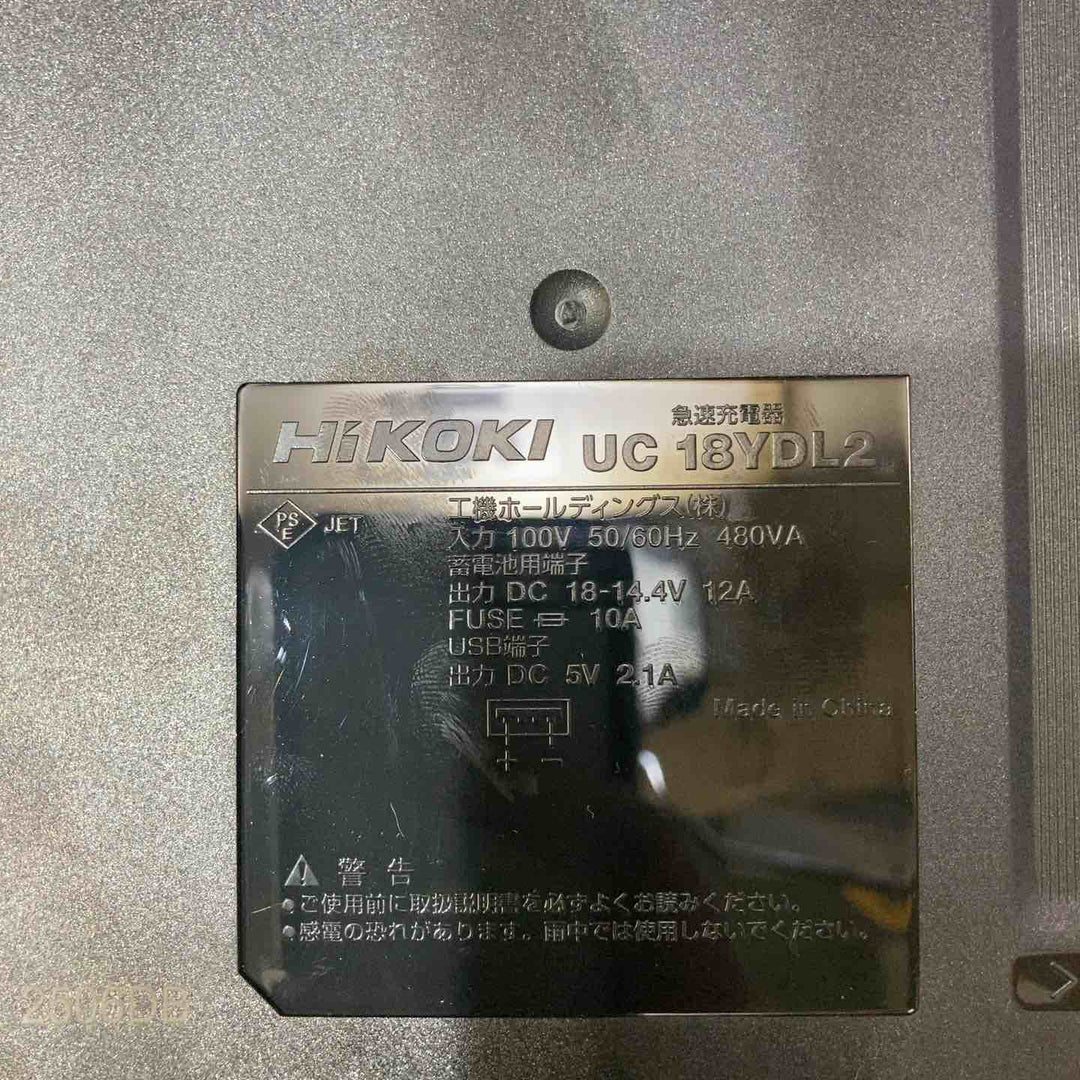 HiKOKI 急速充電器
UC 18YDL2
PS
E JET
工機ホールディングス(株)
入力 100V 50/60Hz 480VA
蓄電池用端子
出力 DC 18-14.4V 12A
FUSE 10A
USB端子
出力 DC 5V 2.1A
Made in China
+ −
警告
●ご使用前に取扱説明書を必ずよくお読みください。
●感電の恐れがあります。雨中では使用しないでください。
2506DB